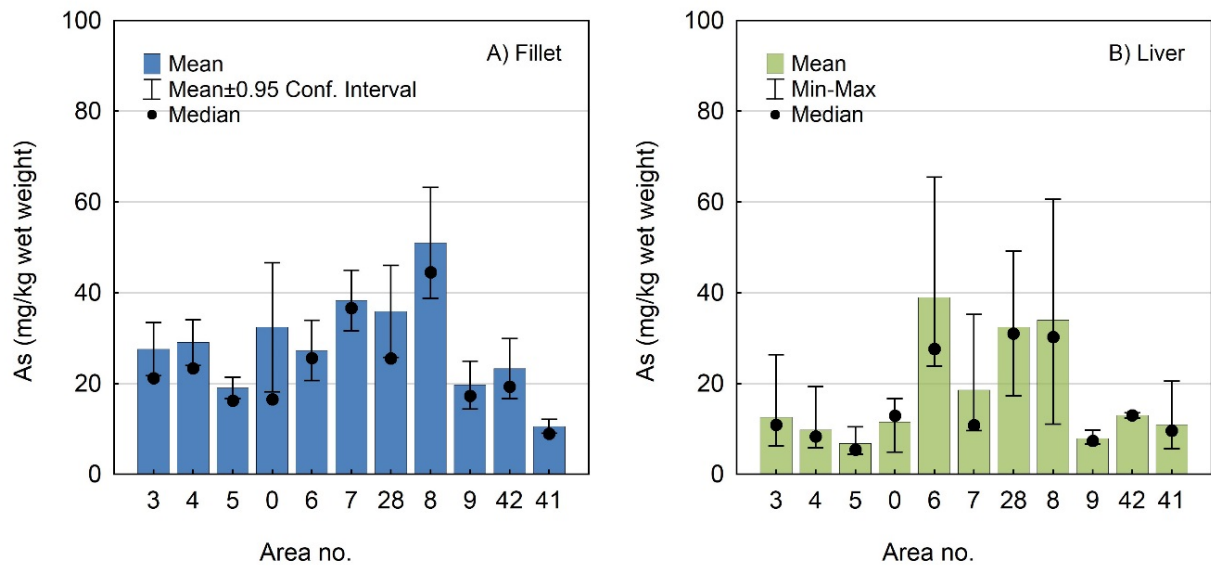 A) Fillet
Mean
Mean±0.95 Conf. Interval
Median
As (mg/kg wet weight)
100
80
60
40
20
0
3 4 5 0 6 7 28 8 9 42 41
Area no.
B) Liver
Mean
Min-Max
Median
As (mg/kg wet weight)
100
80
60
40
20
0
3 4 5 0 6 7 28 8 9 42 41
Area no.